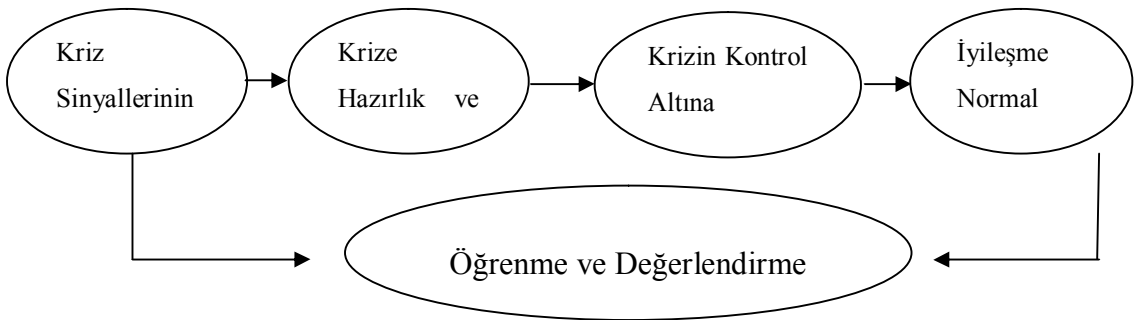 Kriz
Sinyallerinin
Krize
Hazırlık ve
Krizin Kontrol
Altına
İyileşme
Normal
Öğrenme ve Değerlendirme